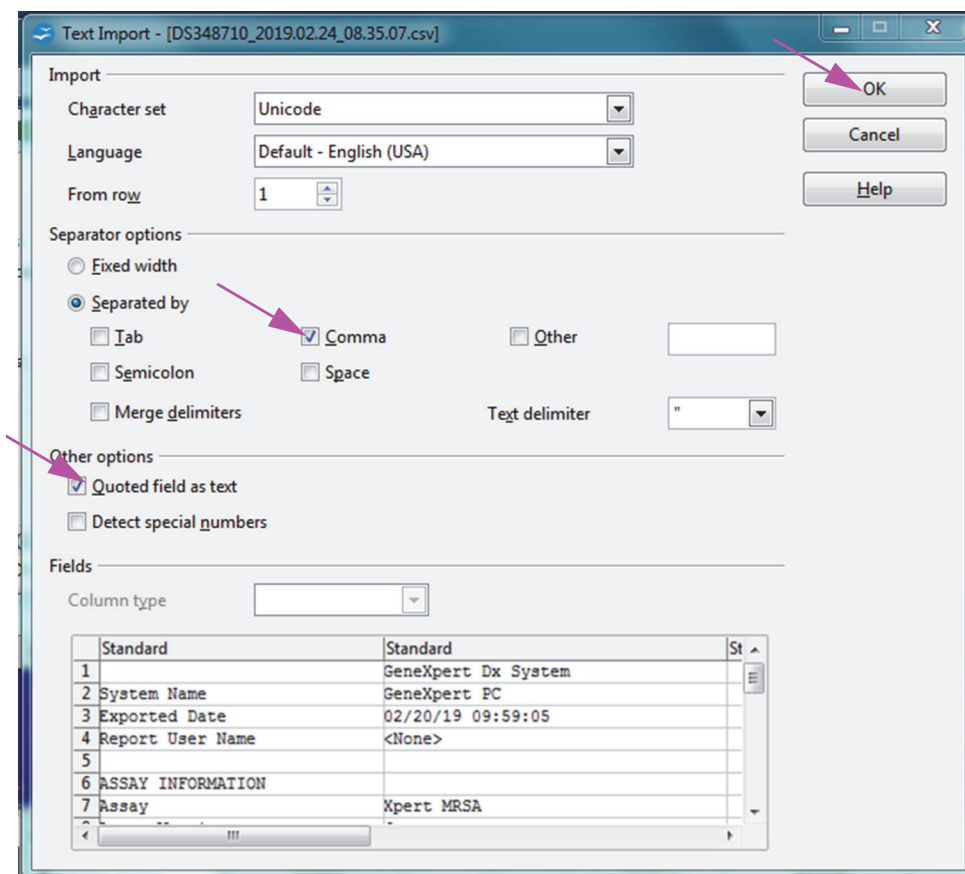 Text Import - [DS348710_2019.02.24_08.35.07.csv]
Import
OK
Character set Unicode
Cancel
Language Default - English (USA)
From row 1
Help
Separator options
Fixed width
Separated by
Tab Comma Other
Semicolon Space
Merge delimiters Text delimiter "
Other options
Quoted field as text
Detect special numbers
Fields
Column type
Standard Standard St
1 GeneXpert Dx System
2 System Name GeneXpert PC
3 Exported Date 02/20/19 09:59:05
4 Report User Name <None>
5
6 ASSAY INFORMATION
7 Assay Xpert MRSA